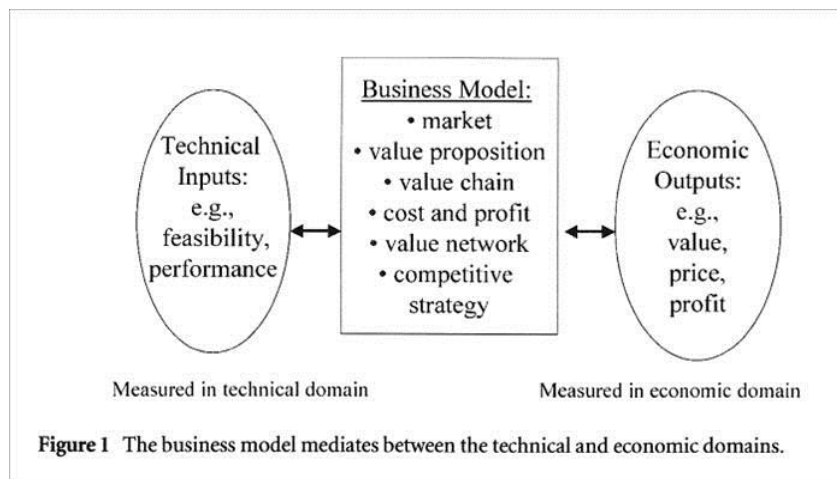 Technical
Inputs:
e.g.,
feasibility,
performance
Business Model:
• market
• value proposition
• value chain
• cost and profit
• value network
• competitive
strategy
Economic
Outputs:
e.g.,
value,
price,
profit
Measured in technical domain
Measured in economic domain
Figure 1 The business model mediates between the technical and economic domains.